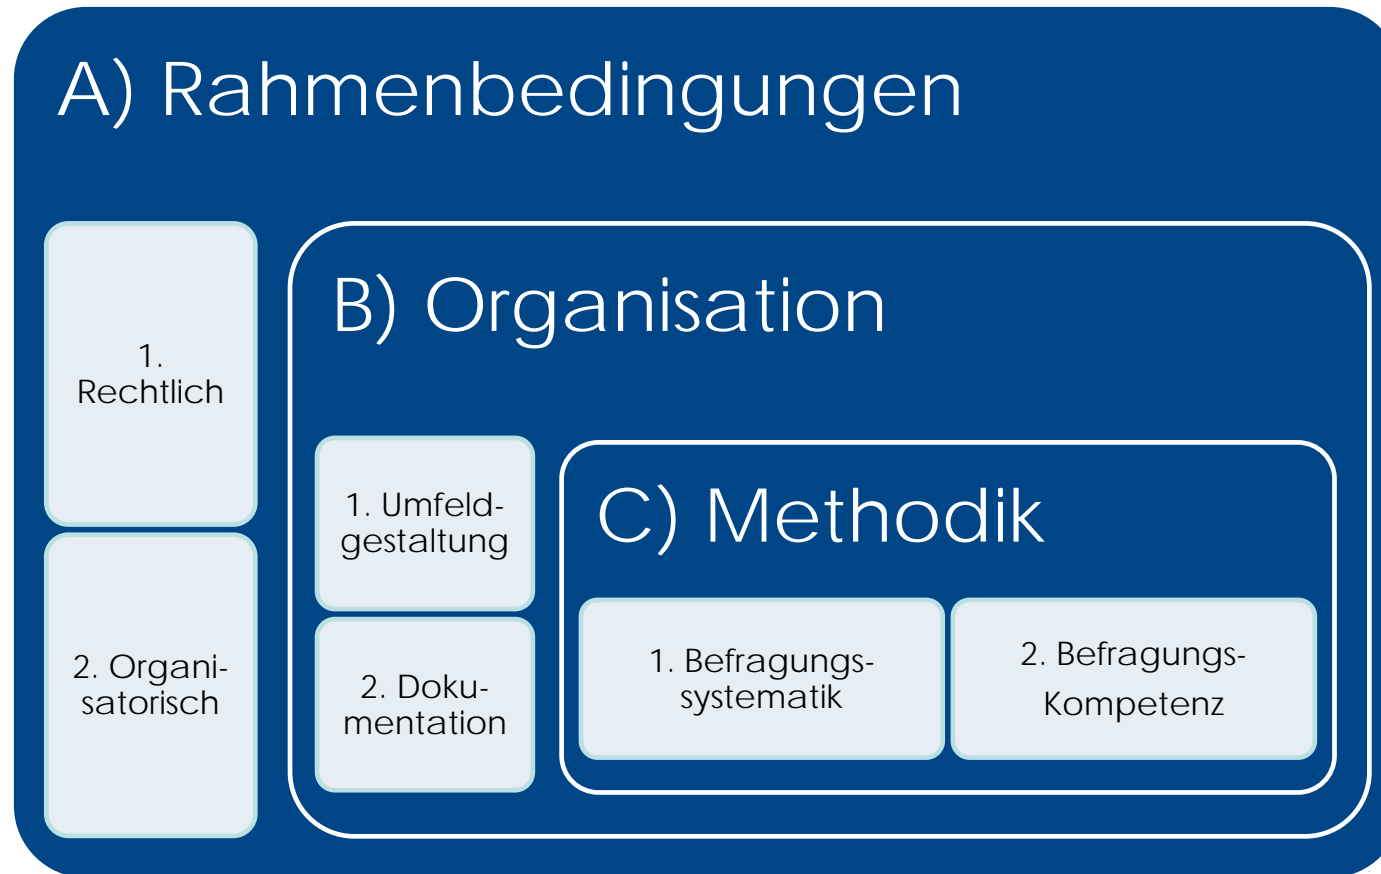 A) Rahmenbedingungen
1.
Rechtlich
2. Organi-
satorisch
B) Organisation
1. Umfeld-
gestaltung
2. Doku-
mentation
C) Methodik
1. Befragungs-
systematik
2. Befragungs-
Kompetenz